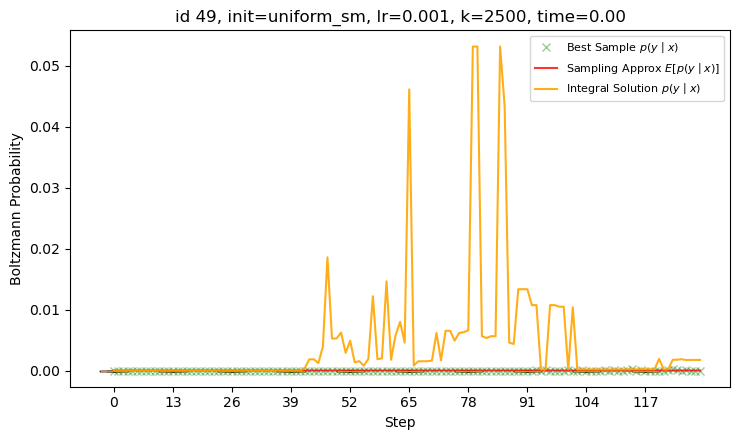 id 49, init=uniform_sm, lr=0.001, k=2500, time=0.00
Best Sample p(y | x)
Sampling Approx E[p(y | x)]
Integral Solution p(y | x)
Boltzmann Probability
0.05
0.04
0.03
0.02
0.01
0.00
0 13 26 39 52 65 78 91 104 117
Step